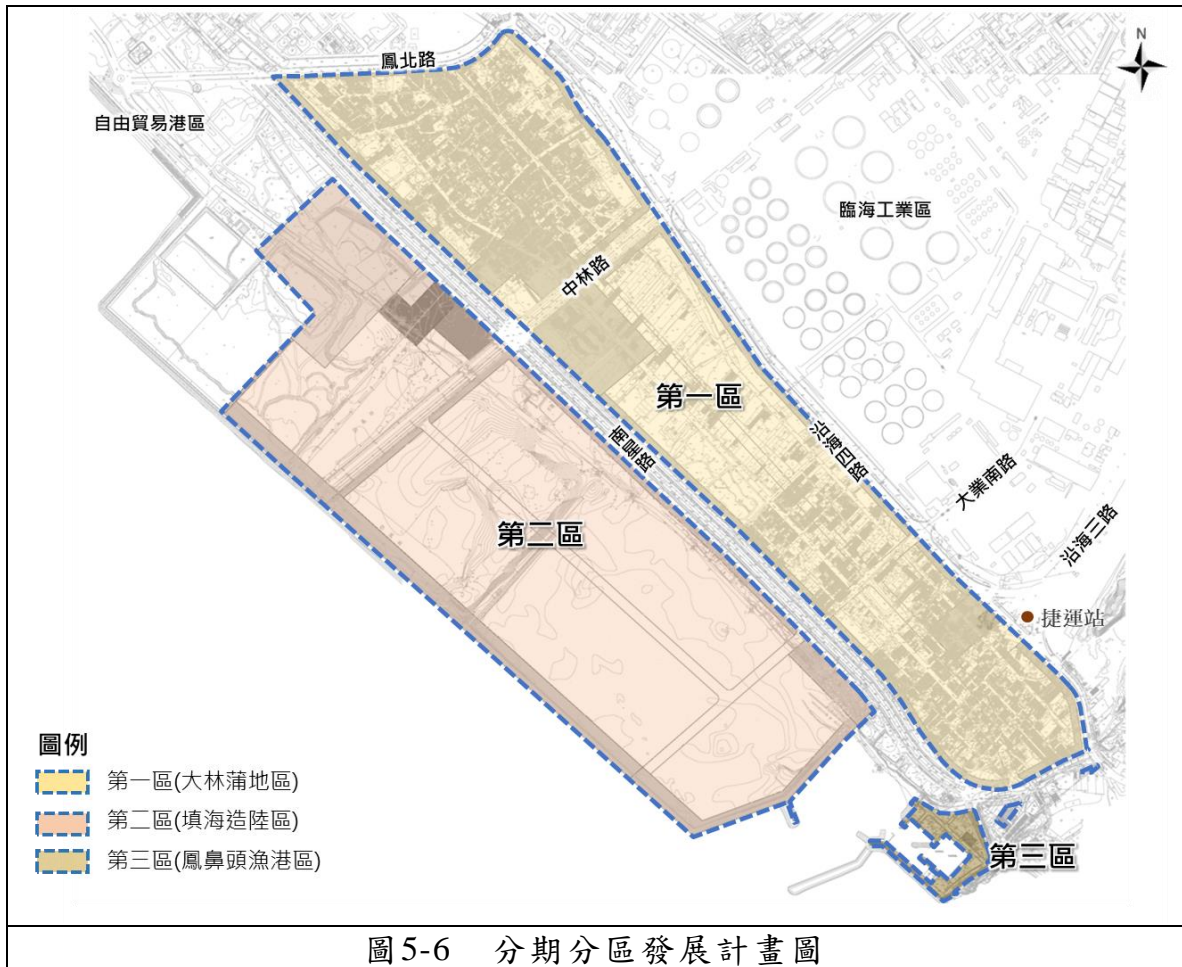 N
鳳北路
自由貿易港區
臨海工業區
中林路
第一區
南星路
沿海四路
大業南路
沿海三路
第二區
捷運站
圖例
第一區(大林蒲地區)
第二區(填海造陸區)
第三區(鳳鼻頭漁港區)
第三區
圖5-6 分期分區發展計畫圖